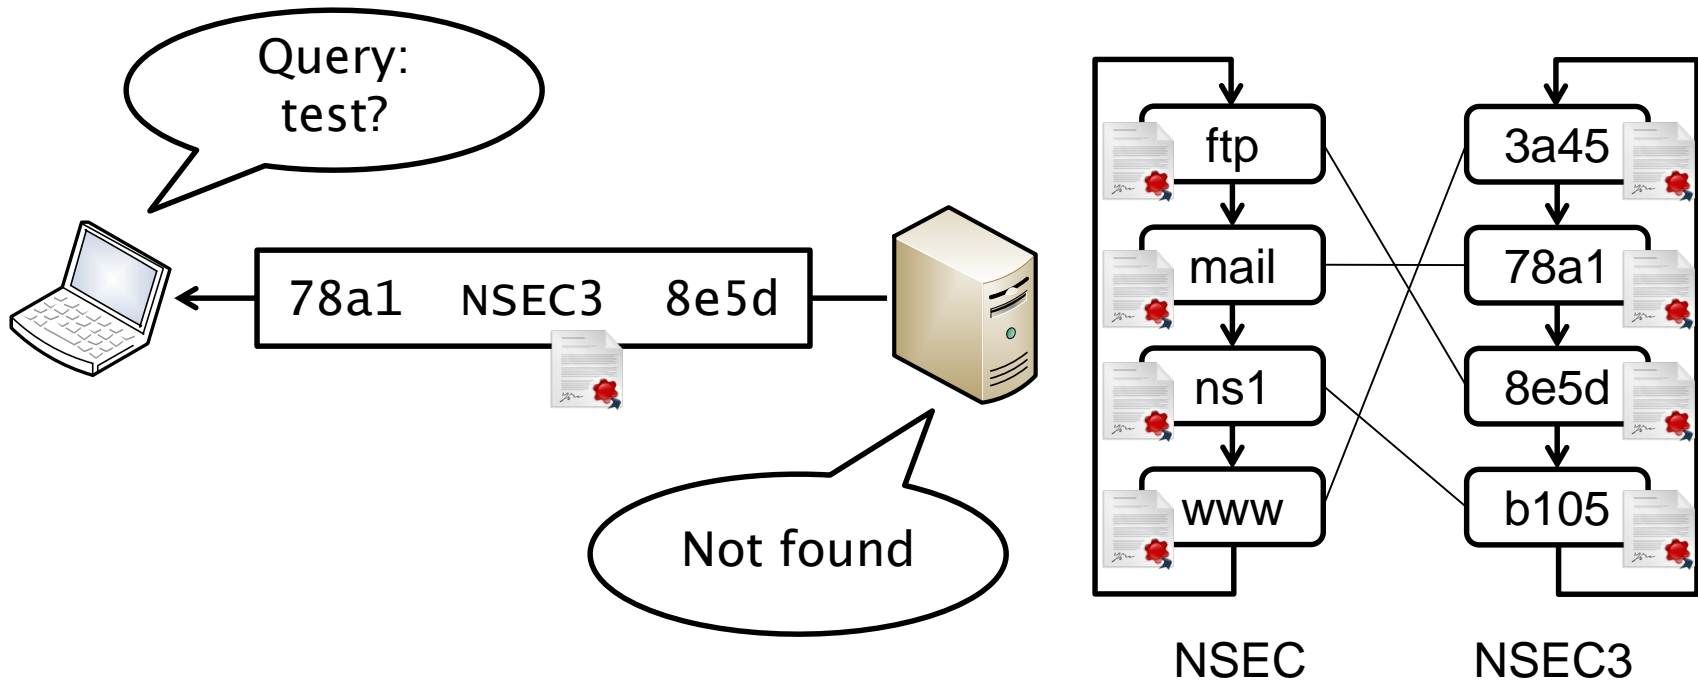 Query:
test?
78a1 NSEC3 8e5d
Not found
ftp
mail
ns1
www
NSEC
3a45
78a1
8e5d
b105
NSEC3